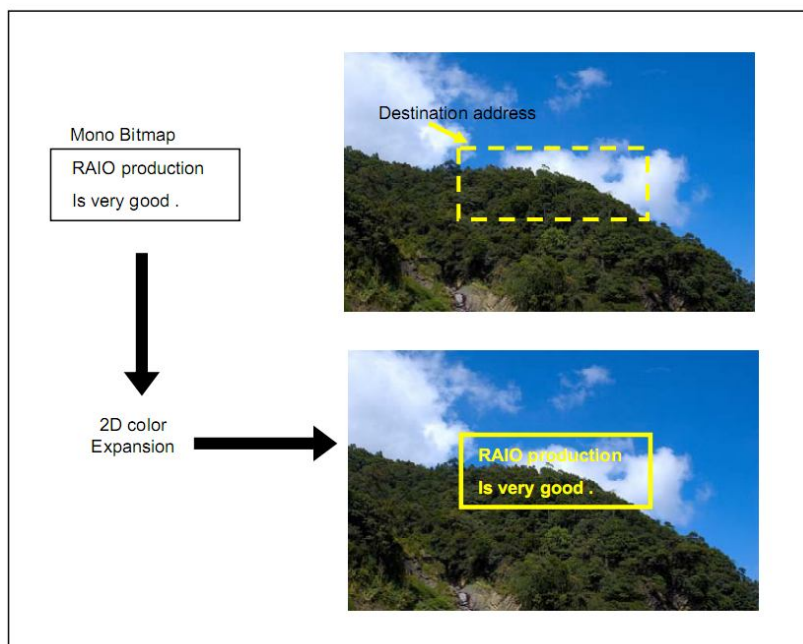 Destination address
Mono Bitmap
RAIO production
Is very good .
2D color
Expansion
RAIO production
Is very good .